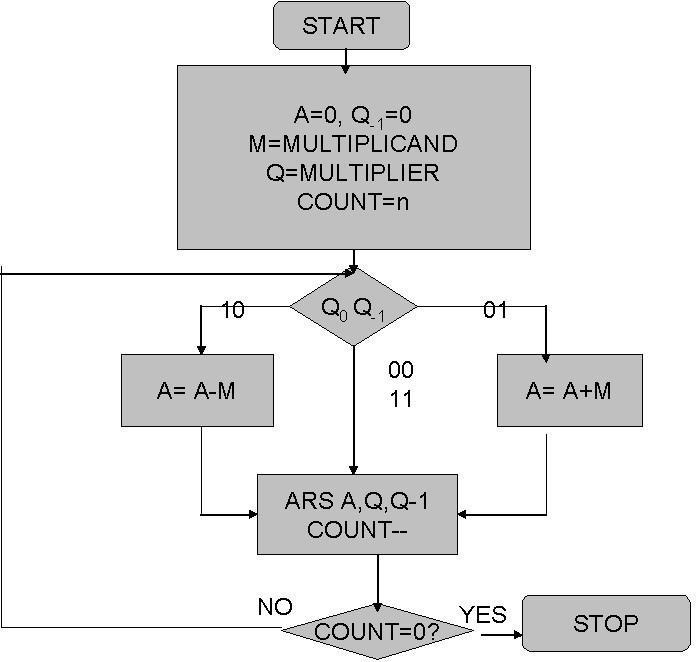 START
A=0, Q-1=0
M=MULTIPLICAND
Q=MULTIPLIER
COUNT=n
10
Q0 Q-1
01
A= A-M
00
11
A= A+M
ARS A,Q,Q-1
COUNT--
NO
COUNT=0?
YES
STOP